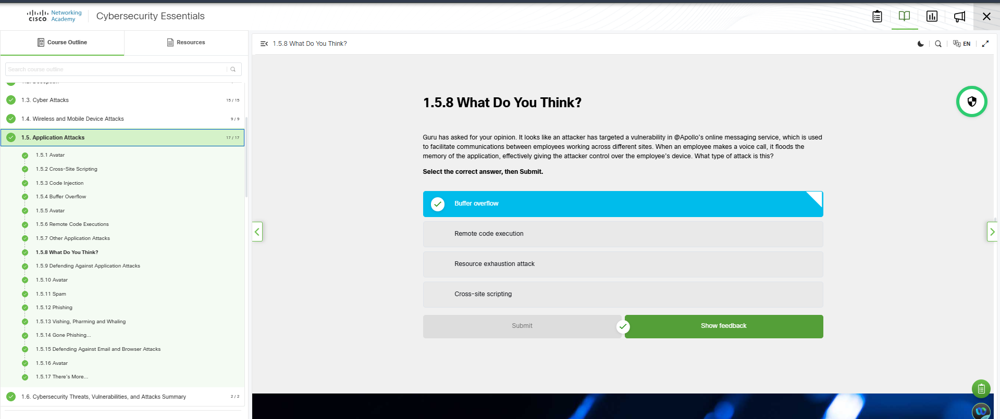 Networking
Academy
CISCO
Cybersecurity Essentials
Course Outline
Resources
Search course outline
1.3. Cyber Attacks
15 / 15
1.4. Wireless and Mobile Device Attacks
9 / 9
1.5. Application Attacks
17 / 17
1.5.1 Avatar
1.5.2 Cross-Site Scripting
1.5.3 Code Injection
1.5.4 Buffer Overflow
1.5.5 Avatar
1.5.6 Remote Code Executions
1.5.7 Other Application Attacks
1.5.8 What Do You Think?
1.5.9 Defending Against Application Attacks
1.5.10 Avatar
1.5.11 Spam
1.5.12 Phishing
1.5.13 Vishing, Pharming and Whaling
1.5.14 Gone Phishing...
1.5.15 Defending Against Email and Browser Attacks
1.5.16 Avatar
1.5.17 There's More...
1.6. Cybersecurity Threats, Vulnerabilities, and Attacks Summary
2 / 2
1.5.8 What Do You Think?
EN
1.5.8 What Do You Think?
Guru has asked for your opinion. It looks like an attacker has targeted a vulnerability in @Apollo's online messaging service, which is used
to facilitate communications between employees working across different sites. When an employee makes a voice call, it floods the
memory of the application, effectively giving the attacker control over the employee's device. What type of attack is this?
Select the correct answer, then Submit.
Buffer overflow
Remote code execution
Resource exhaustion attack
Cross-site scripting
Submit
Show feedback